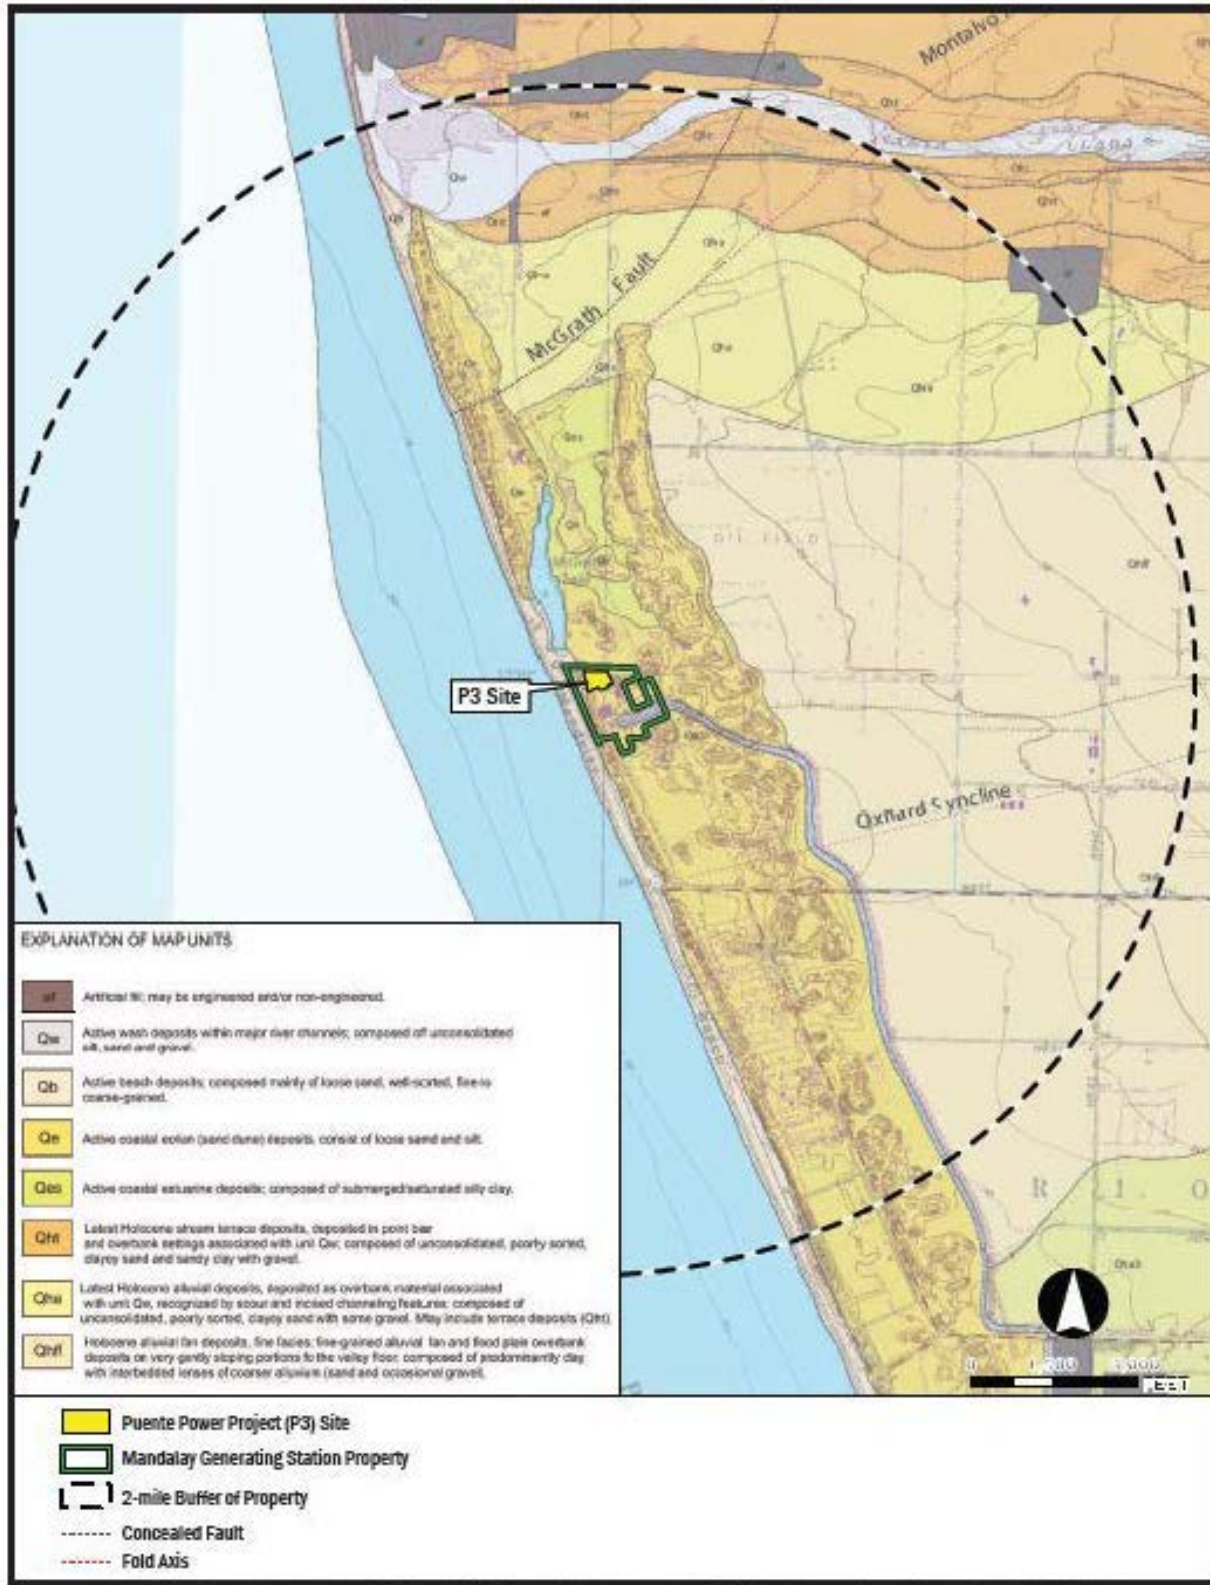 Montalvo
McGrath Fault
OIL FIELD
P3 Site
Oxnard Syncline
R I O
EXPLANATION OF MAP UNITS
af Artificial fill; may be engineered and/or non-engineered.
Qw Active wash deposits within major river channels; composed of unconsolidated
silt, sand and gravel.
Qb Active beach deposits; composed mainly of loose sand, well-sorted, fine to
coarse-grained.
Qe Active coastal eolian (sand dune) deposits, consist of loose sand and silt.
Qes Active coastal estuarine deposits; composed of submerged/saturated silty clay.
Qht Latest Holocene stream terrace deposits, deposited in point bar
and overbank settings associated with unit Qw; composed of unconsolidated, poorly sorted,
clayey sand and sandy clay with gravel.
Qha Latest Holocene alluvial deposits, deposited as overbank material associated
with unit Qw, recognized by scour and incised channeling features; composed of
unconsolidated, poorly sorted, clayey sand with some gravel. May include terrace deposits (Qht).
Qhff Holocene alluvial fan deposits, fine facies; fine-grained alluvial fan and flood plain overbank
deposits on very gently sloping portions fo the valley floor; composed of predominantly clay
with interbedded lenses of coarser alluvium (sand and occasional gravel).
0 1,500 3,000
FEET
Puente Power Project (P3) Site
Mandalay Generating Station Property
2-mile Buffer of Property
Concealed Fault
Fold Axis